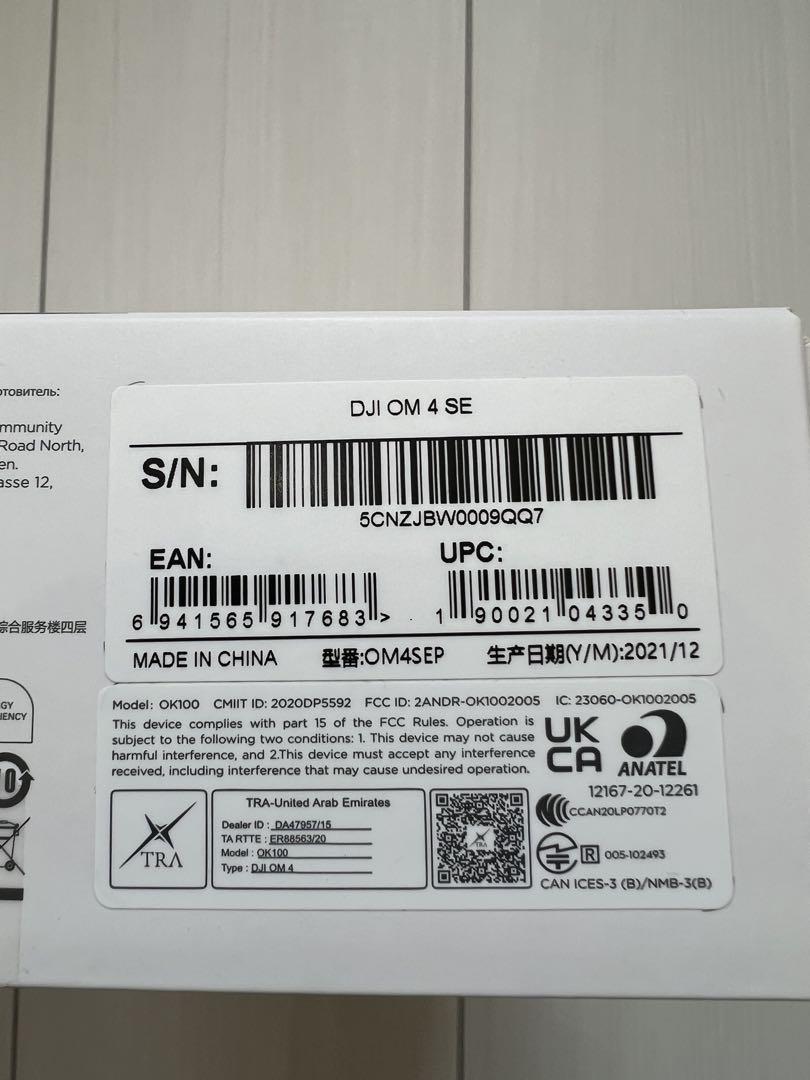 отовитель:
mmunity
Road North,
en.
asse 12,
综合服务楼四层
GY
IENCY
10
DJI OM 4 SE
S/N:
5CNZJBW0009QQ7
EAN:
6 941565 917683 >
UPC:
1 90021 04335 0
MADE IN CHINA 型番:OM4SEP 生产日期(Y/M):2021/12
Model: OK100 CMIIT ID: 2020DP5592 FCC ID: 2ANDR-OK1002005 IC: 23060-OK1002005
This device complies with part 15 of the FCC Rules. Operation is
subject to the following two conditions: 1. This device may not cause
harmful interference, and 2.This device must accept any interference
received, including interference that may cause undesired operation.
UK
CA
ANATEL
12167-20-12261
CCAN20LP0770T2
R 005-102493
CAN ICES-3 (B)/NMB-3(B)
TRA
TRA-United Arab Emirates
Dealer ID : DA47957/15
TA RTTE : ER88563/20
Model : OK100
Type : DJI OM 4
TRA